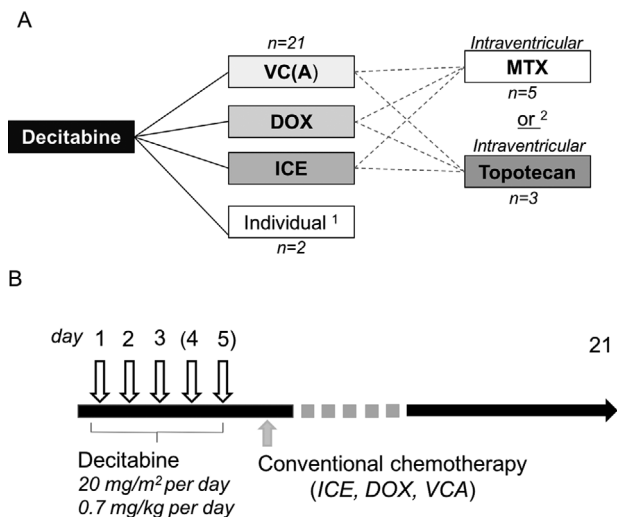 A
n=21
Intraventricular
VC(A)
MTX
n=5
Decitabine
DOX
or 2
Intraventricular
ICE
Topotecan
n=3
Individual 1
n=2
B
day 1 2 3 (4 5) 21
Decitabine
20 mg/m² per day
0.7 mg/kg per day
Conventional chemotherapy
(ICE, DOX, VCA)